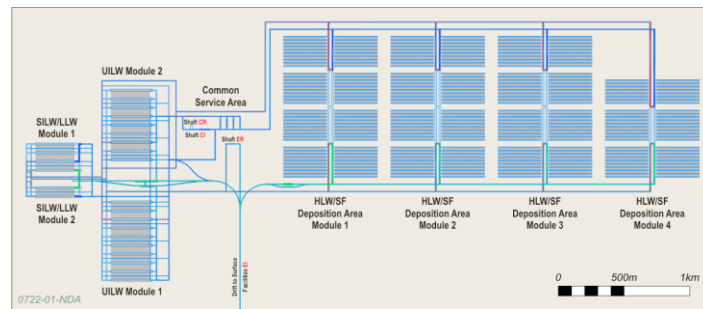 UILW Module 2
Common
Service Area
SILW/LLW
Module 1
Shaft CR
Shaft CI
Shaft ER
SILW/LLW
Module 2
HLW/SF
Deposition Area
Module 1
HLW/SF
Deposition Area
Module 2
HLW/SF
Deposition Area
Module 3
HLW/SF
Deposition Area
Module 4
Drift to Surface
Facilities EI
UILW Module 1
0 500m 1km
0722-01-NDA